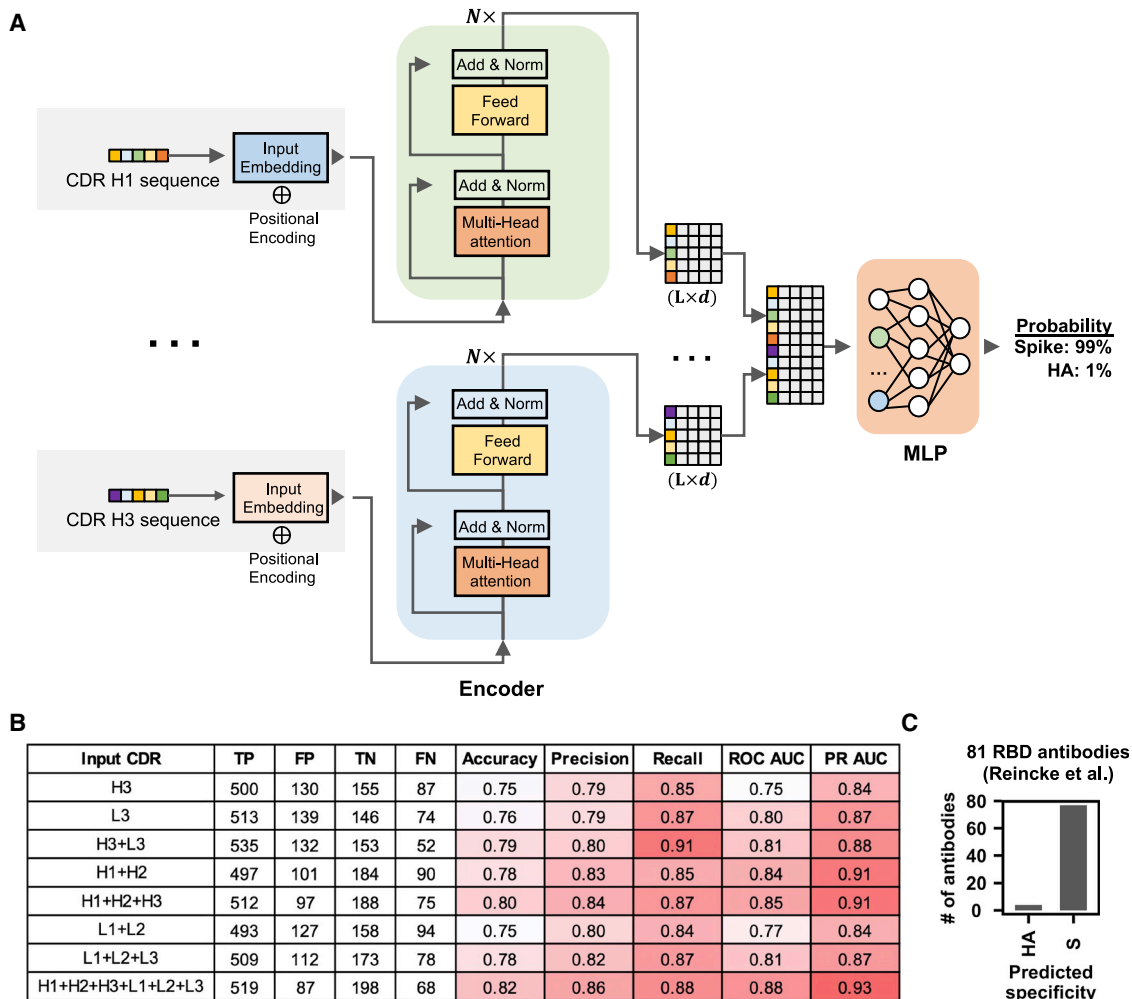 A
N×
Add & Norm
Feed
Forward
Add & Norm
Multi-Head
attention
Input
Embedding
CDR H1 sequence
Positional
Encoding
(L×d)
. . .
. . .
N×
Add & Norm
Feed
Forward
Add & Norm
Multi-Head
attention
Input
Embedding
CDR H3 sequence
Positional
Encoding
(L×d)
...
MLP
Probability
Spike: 99%
HA: 1%
Encoder
B
Input CDR TP FP TN FN Accuracy Precision Recall ROC AUC PR AUC
H3 500 130 155 87 0.75 0.79 0.85 0.75 0.84
L3 513 139 146 74 0.76 0.79 0.87 0.80 0.87
H3+L3 535 132 153 52 0.79 0.80 0.91 0.81 0.88
H1+H2 497 101 184 90 0.78 0.83 0.85 0.84 0.91
H1+H2+H3 512 97 188 75 0.80 0.84 0.87 0.85 0.91
L1+L2 493 127 158 94 0.75 0.80 0.84 0.77 0.84
L1+L2+L3 509 112 173 78 0.78 0.82 0.87 0.81 0.87
H1+H2+H3+L1+L2+L3 519 87 198 68 0.82 0.86 0.88 0.88 0.93
C
81 RBD antibodies
(Reincke et al.)
# of antibodies
80
60
40
20
0
HA
S
Predicted
specificity